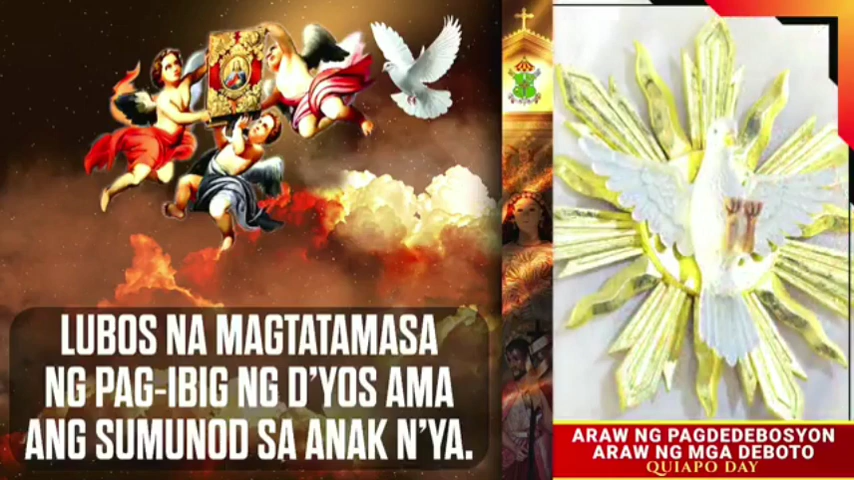 LUBOS NA MAGTATAMASA
NG PAG-IBIG NG D'YOS AMA
ANG SUMUNOD SA ANAK N'YA.
ARAW NG PAGDEDEBOSYON
ARAW NG MGA DEBOTO
QUIAPO DAY